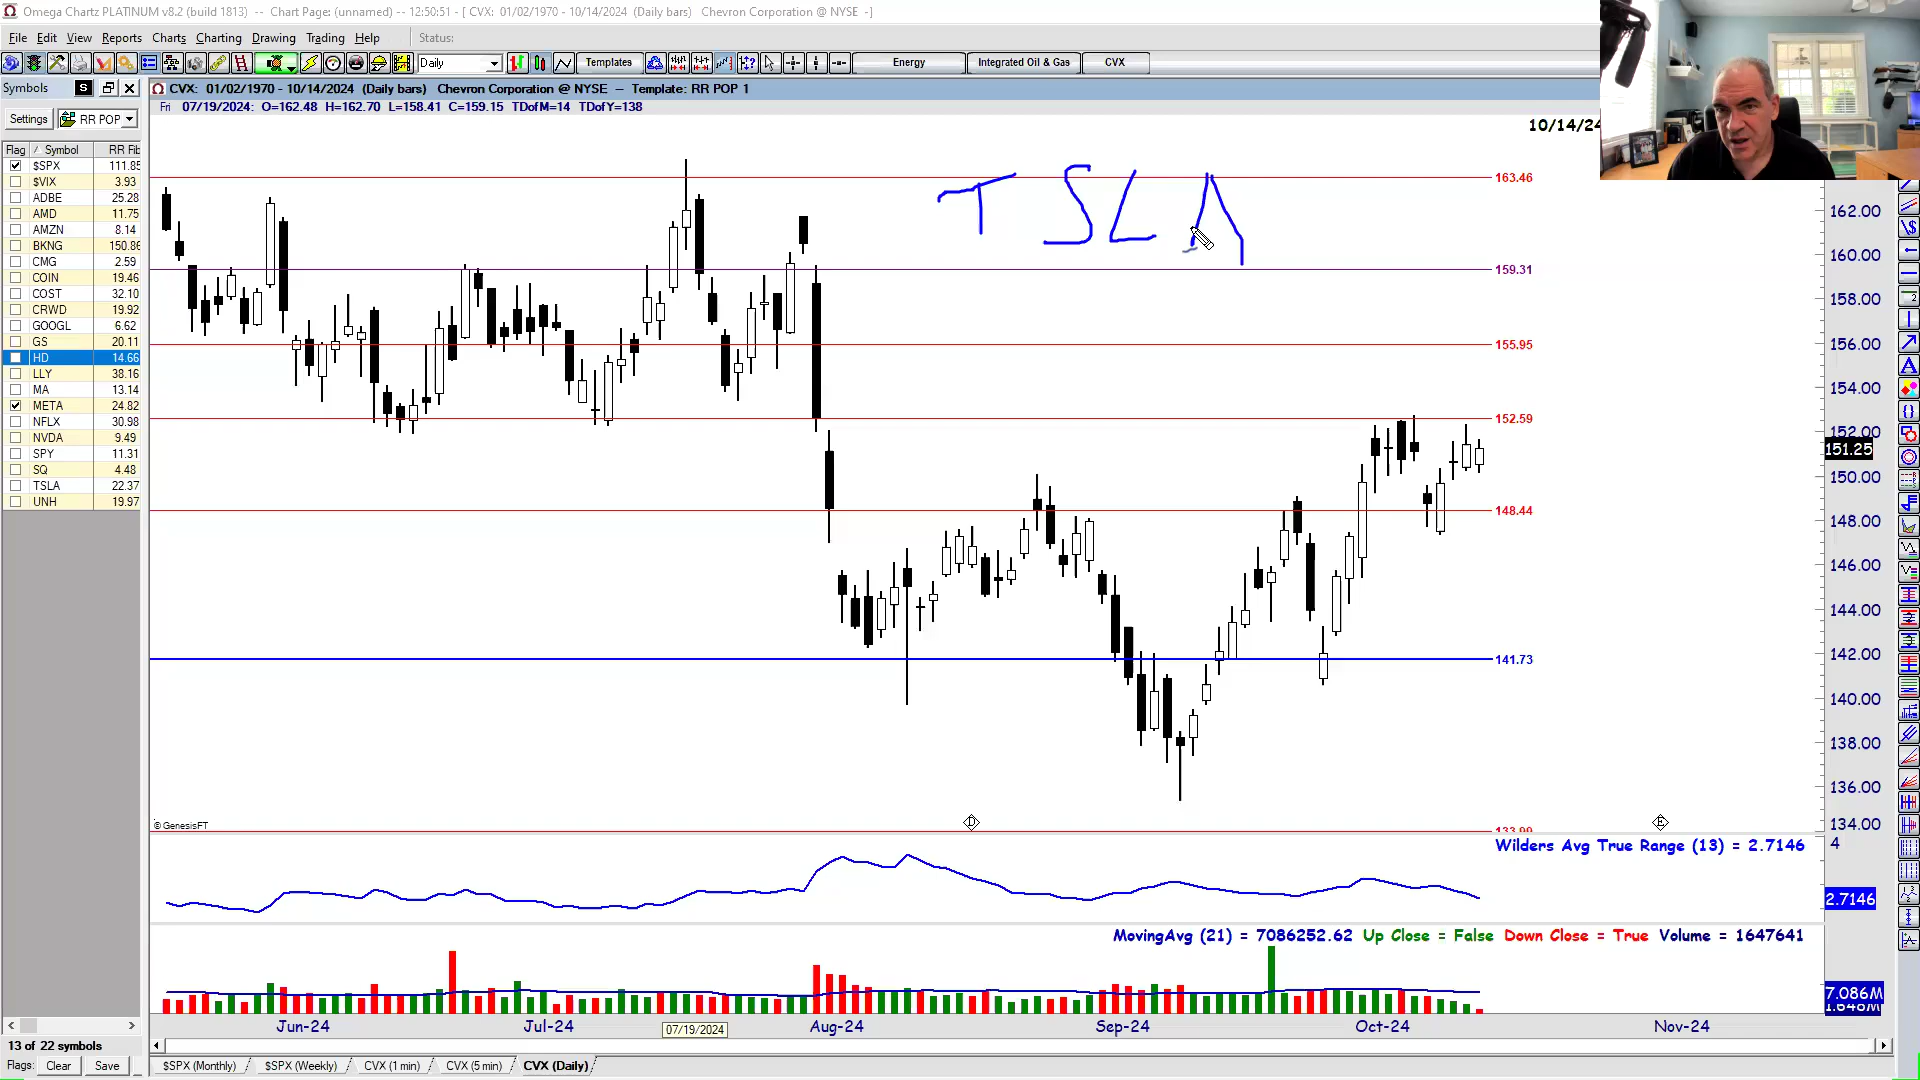 Omega Chartz PLATINUM v8.2 (build 1813) -- Chart Page: (unnamed) -- 12:50:51 - [ CVX: 01/02/1970 - 10/14/2024 (Daily bars) Chevron Corporation @ NYSE -]
File Edit View Reports Charts Charting Drawing Trading Help Status:
Daily Templates Energy Integrated Oil & Gas CVX
Symbols S
CVX: 01/02/1970 - 10/14/2024 (Daily bars) Chevron Corporation @ NYSE -- Template: RR POP 1
Fri 07/19/2024: O=162.48 H=162.70 L=158.41 C=159.15 TDofM=14 TDofY=138
Settings RR POP
10/14/24
Flag Symbol RR Fib
$SPX 111.85
$VIX 3.93
ADBE 25.28
AMD 11.75
AMZN 8.14
BKNG 150.86
CMG 2.59
COIN 19.46
COST 32.10
CRWD 19.92
GOOGL 6.62
GS 20.11
HD 14.66
LLY 38.16
MA 13.14
META 24.82
NFLX 30.98
NVDA 9.49
SPY 11.31
SQ 4.48
TSLA 22.37
UNH 19.97
TSLA
163.46
159.31
155.95
152.59
148.44
141.73
133.99
162.00
160.00
158.00
156.00
154.00
152.00
151.25
150.00
148.00
146.00
144.00
142.00
140.00
138.00
136.00
134.00
D
E
© GenesisFT
Wilders Avg True Range (13) = 2.7146
4
2.7146
MovingAvg (21) = 7086252.62 Up Close = False Down Close = True Volume = 1647641
7.086M
1.648M
Jun-24 Jul-24 07/19/2024 Aug-24 Sep-24 Oct-24 Nov-24
13 of 22 symbols
Flags: Clear Save
$SPX (Monthly) $SPX (Weekly) CVX (1 min) CVX (5 min) CVX (Daily)